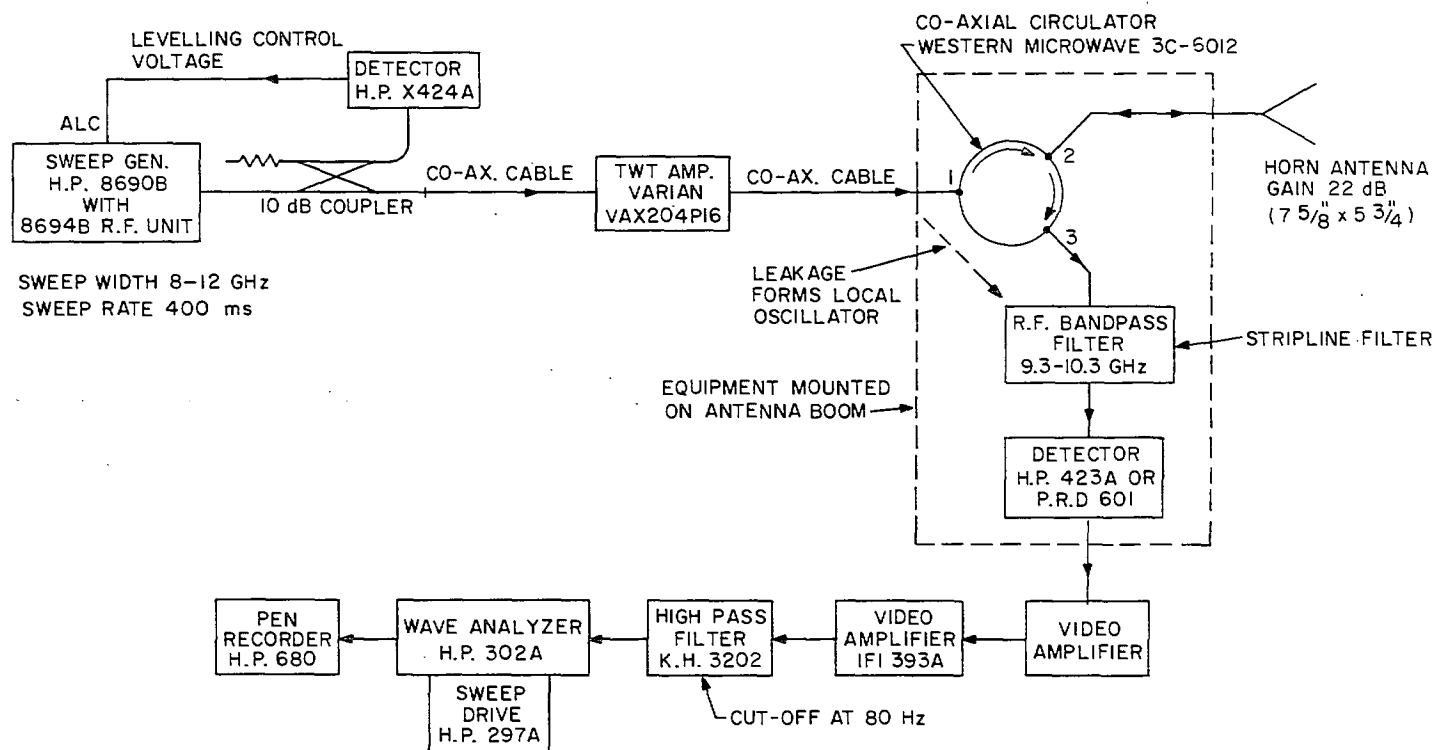 LEVELLING CONTROL
VOLTAGE
DETECTOR
H.P. X424A
ALC
SWEEP GEN.
H.P. 8690B
WITH
8694B R.F. UNIT
10 dB COUPLER
CO-AX. CABLE
TWT AMP.
VARIAN
VAX204P16
CO-AX. CABLE
SWEEP WIDTH 8-12 GHz
SWEEP RATE 400 ms
CO-AXIAL CIRCULATOR
WESTERN MICROWAVE 3C-6012
1
2
3
HORN ANTENNA
GAIN 22 dB
(7 5/8" x 5 3/4")
LEAKAGE
FORMS LOCAL
OSCILLATOR
R.F. BANDPASS
FILTER
9.3-10.3 GHz
STRIPLINE FILTER
EQUIPMENT MOUNTED
ON ANTENNA BOOM
DETECTOR
H.P. 423A OR
P.R.D 601
PEN
RECORDER
H.P. 680
WAVE ANALYZER
H.P. 302A
SWEEP
DRIVE
H.P. 297A
HIGH PASS
FILTER
K.H. 3202
CUT-OFF AT 80 Hz
VIDEO
AMPLIFIER
IFI 393A
VIDEO
AMPLIFIER